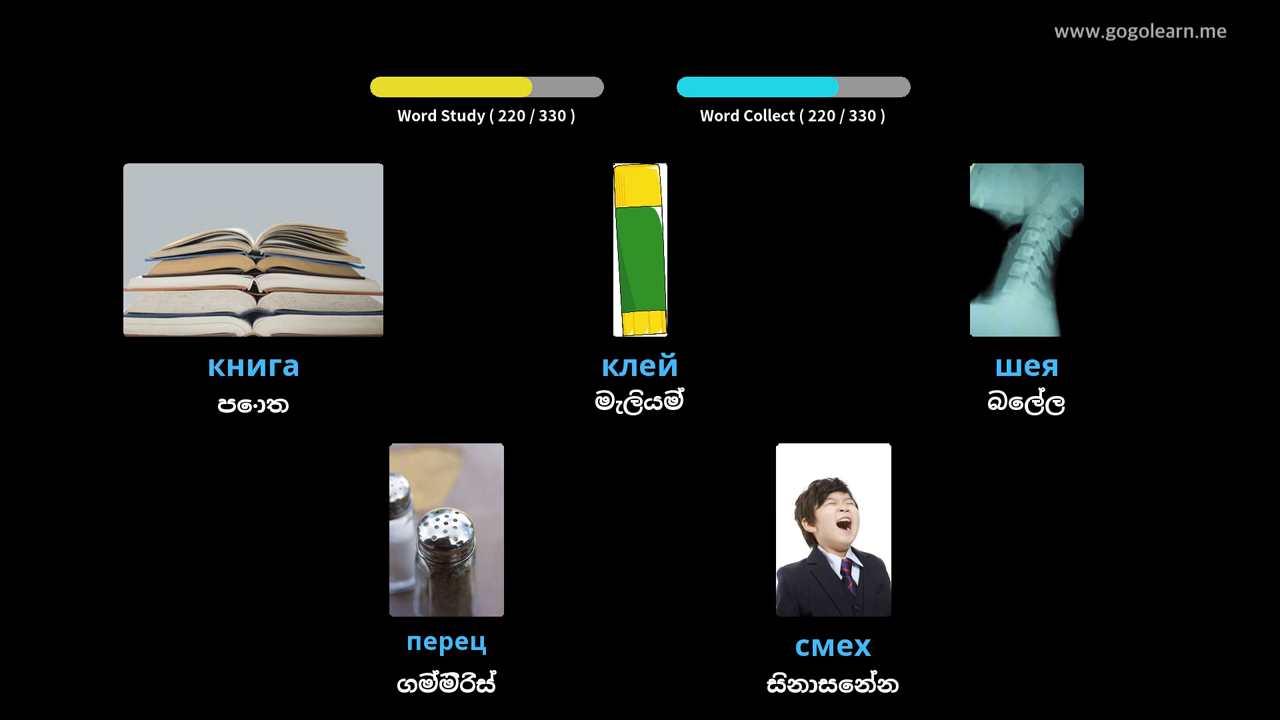 www.gogolearn.me
Word Study ( 220 / 330 )
Word Collect ( 220 / 330 )
книга
клей
шея
පොත
මැලියම්
බෙල්ල
перец
смех
ගම්මිරිස්
සිනාසෙන්න